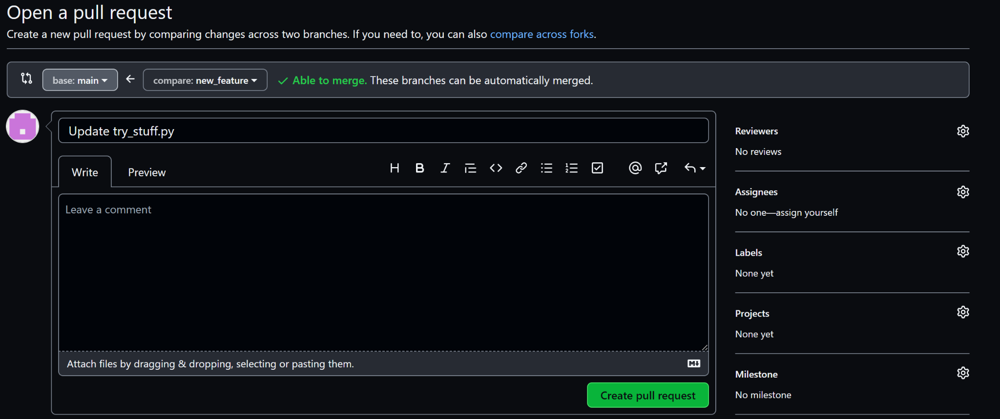 Open a pull request
Create a new pull request by comparing changes across two branches. If you need to, you can also compare across forks.
base: main
compare: new_feature
Able to merge. These branches can be automatically merged.
Update try_stuff.py
Write
Preview
Leave a comment
Attach files by dragging & dropping, selecting or pasting them.
Create pull request
Reviewers
No reviews
Assignees
No one—assign yourself
Labels
None yet
Projects
None yet
Milestone
No milestone